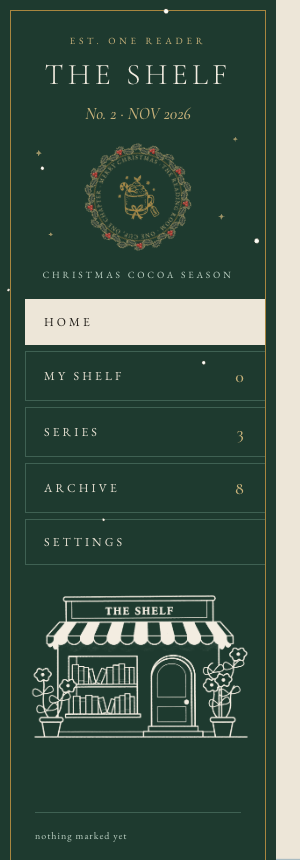 EST. ONE READER
THE SHELF
No. 2 · NOV 2026
CHRISTMAS COCOA SEASON
HOME
MY SHELF 0
SERIES 3
ARCHIVE 8
SETTINGS
THE SHELF
nothing marked yet